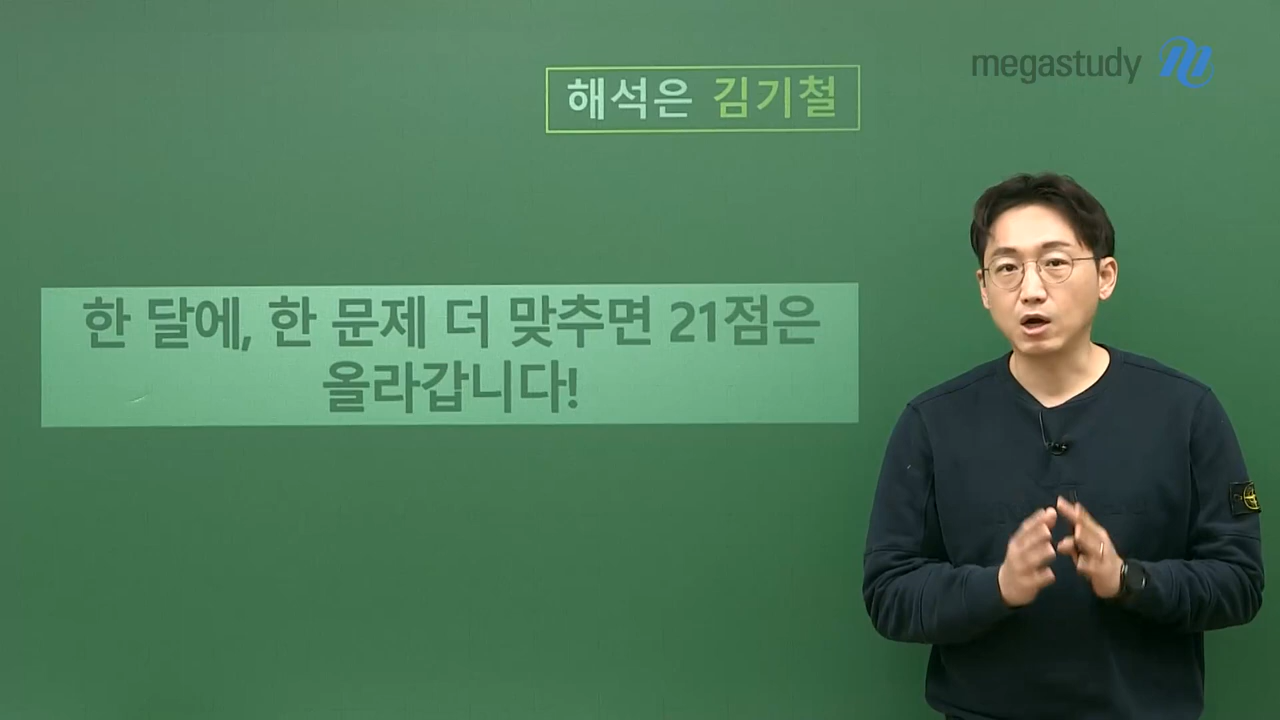 megastudy
해석은 김기철
한 달에, 한 문제 더 맞추면 21점은
올라갑니다!